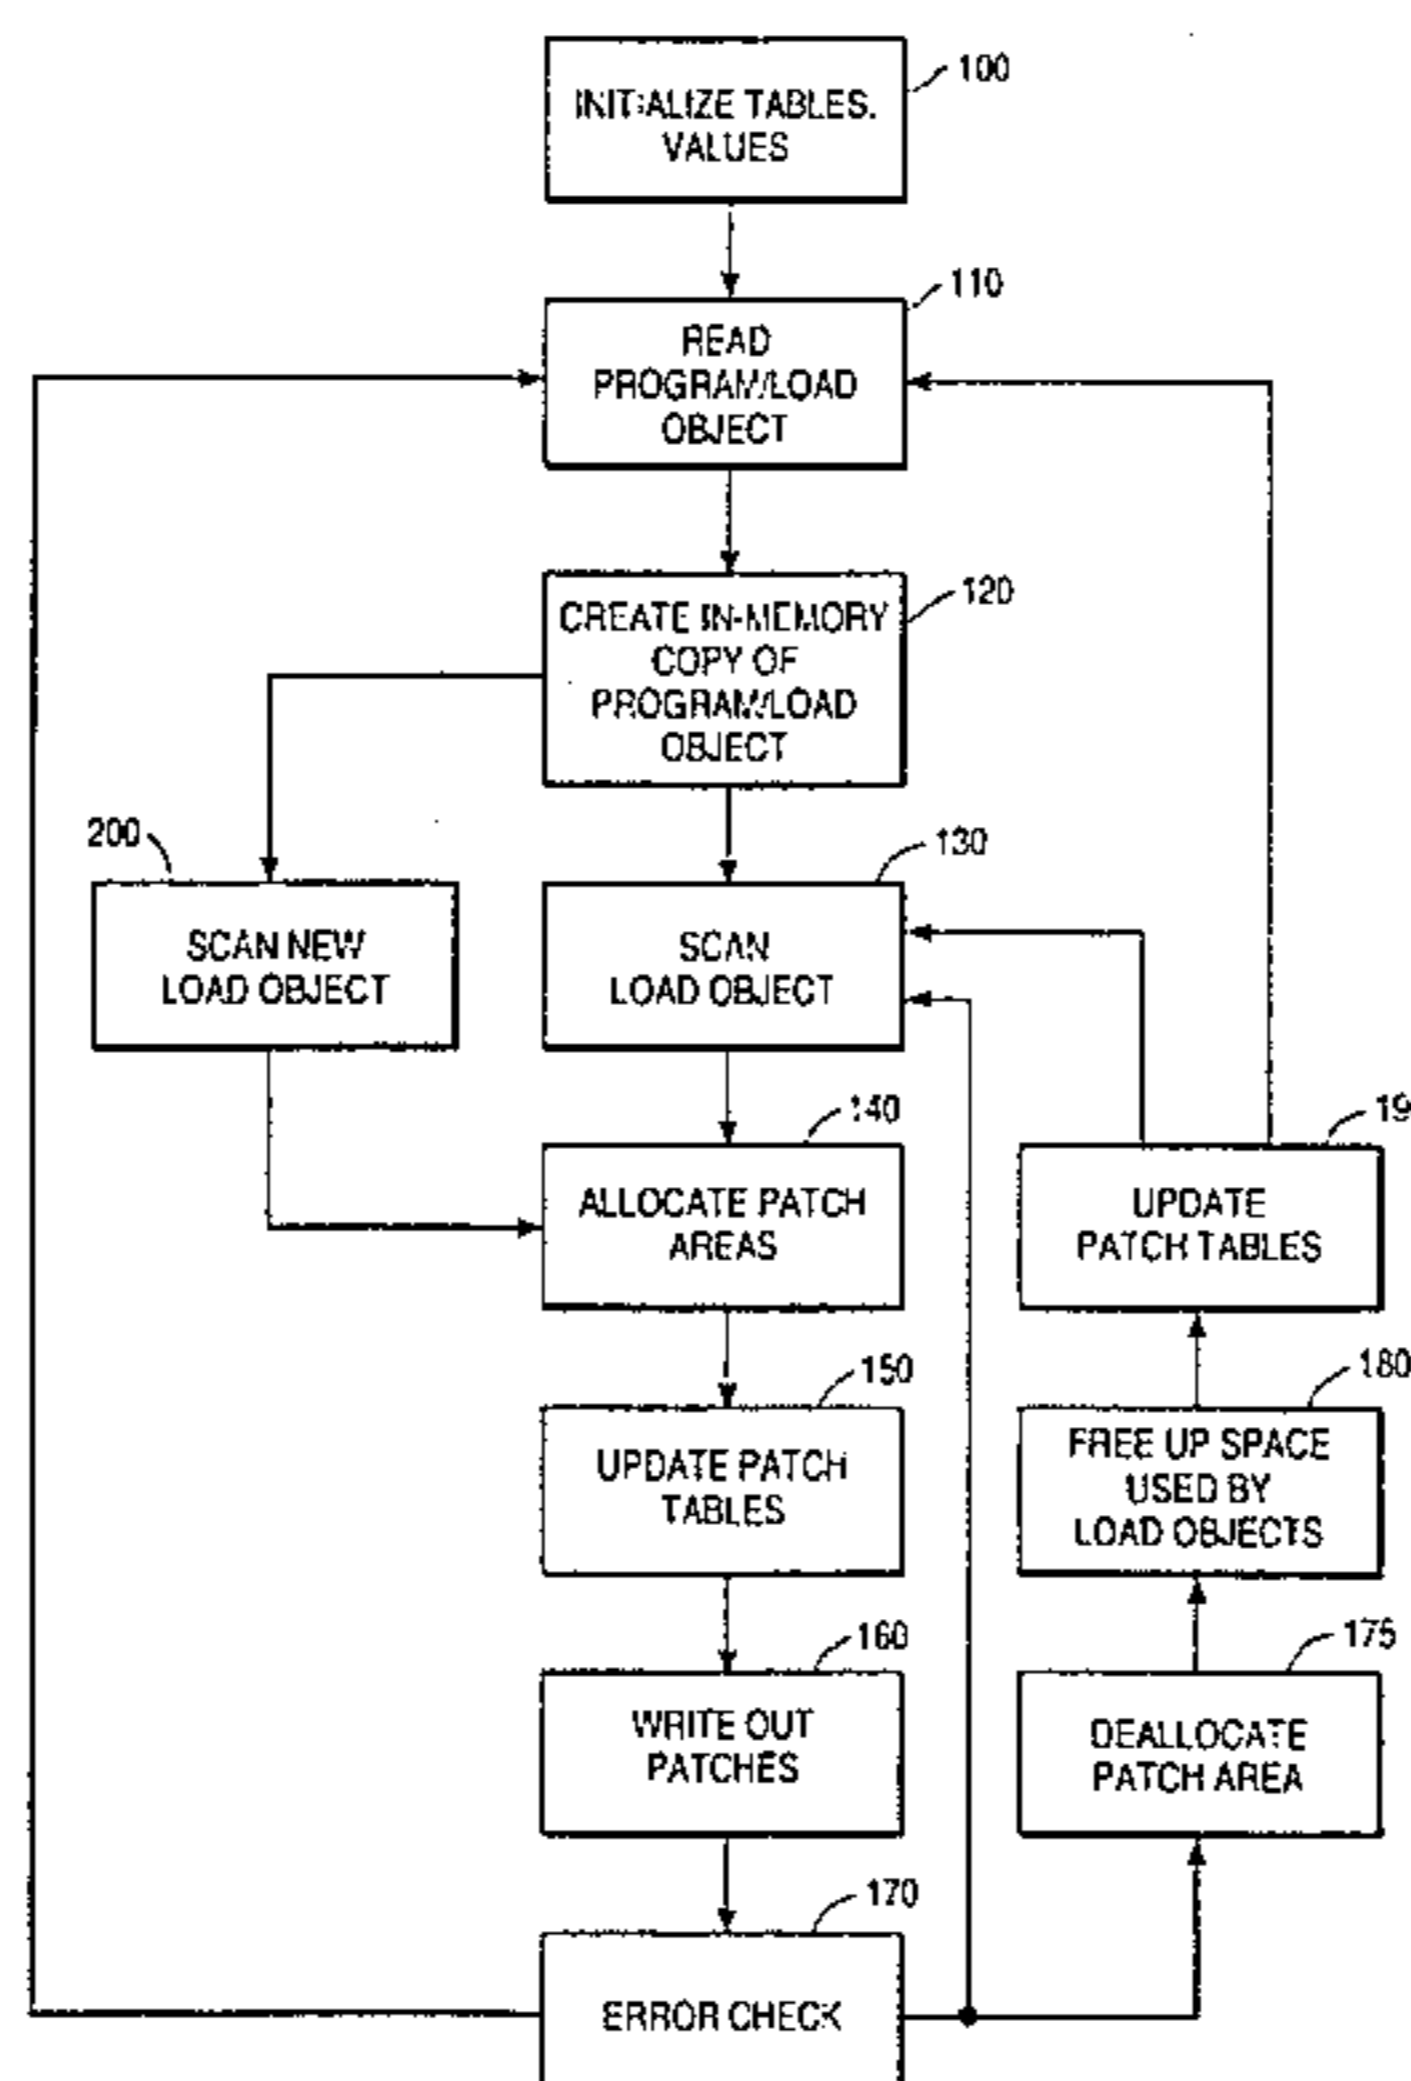 100
INITIALIZE TABLES,
VALUES
110
READ
PROGRAM/LOAD
OBJECT
120
CREATE IN-MEMORY
COPY OF
PROGRAM/LOAD
OBJECT
200
SCAN NEW
LOAD OBJECT
130
SCAN
LOAD OBJECT
140
ALLOCATE PATCH
AREAS
19
UPDATE
PATCH TABLES
150
UPDATE PATCH
TABLES
180
FREE UP SPACE
USED BY
LOAD OBJECTS
160
WRITE OUT
PATCHES
175
DEALLOCATE
PATCH AREA
170
ERROR CHECK